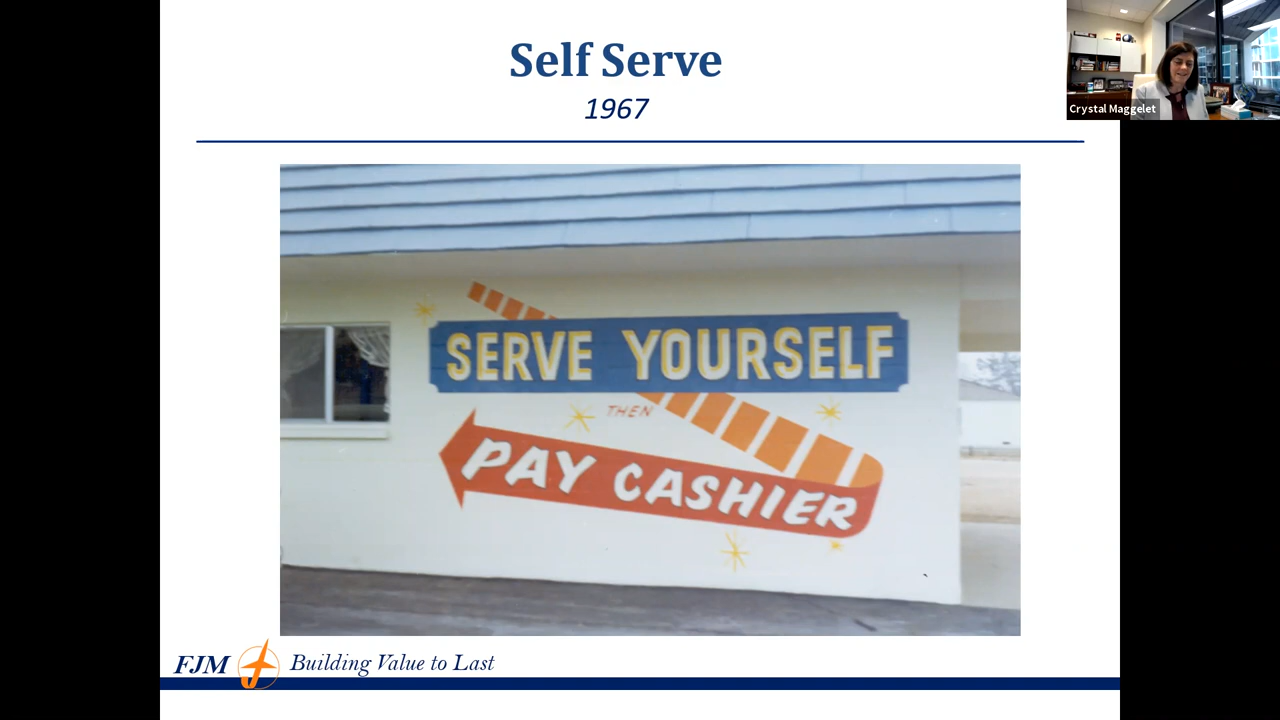 Self Serve
1967
Crystal Maggelet
SERVE YOURSELF
THEN
PAY CASHIER
FJM Building Value to Last